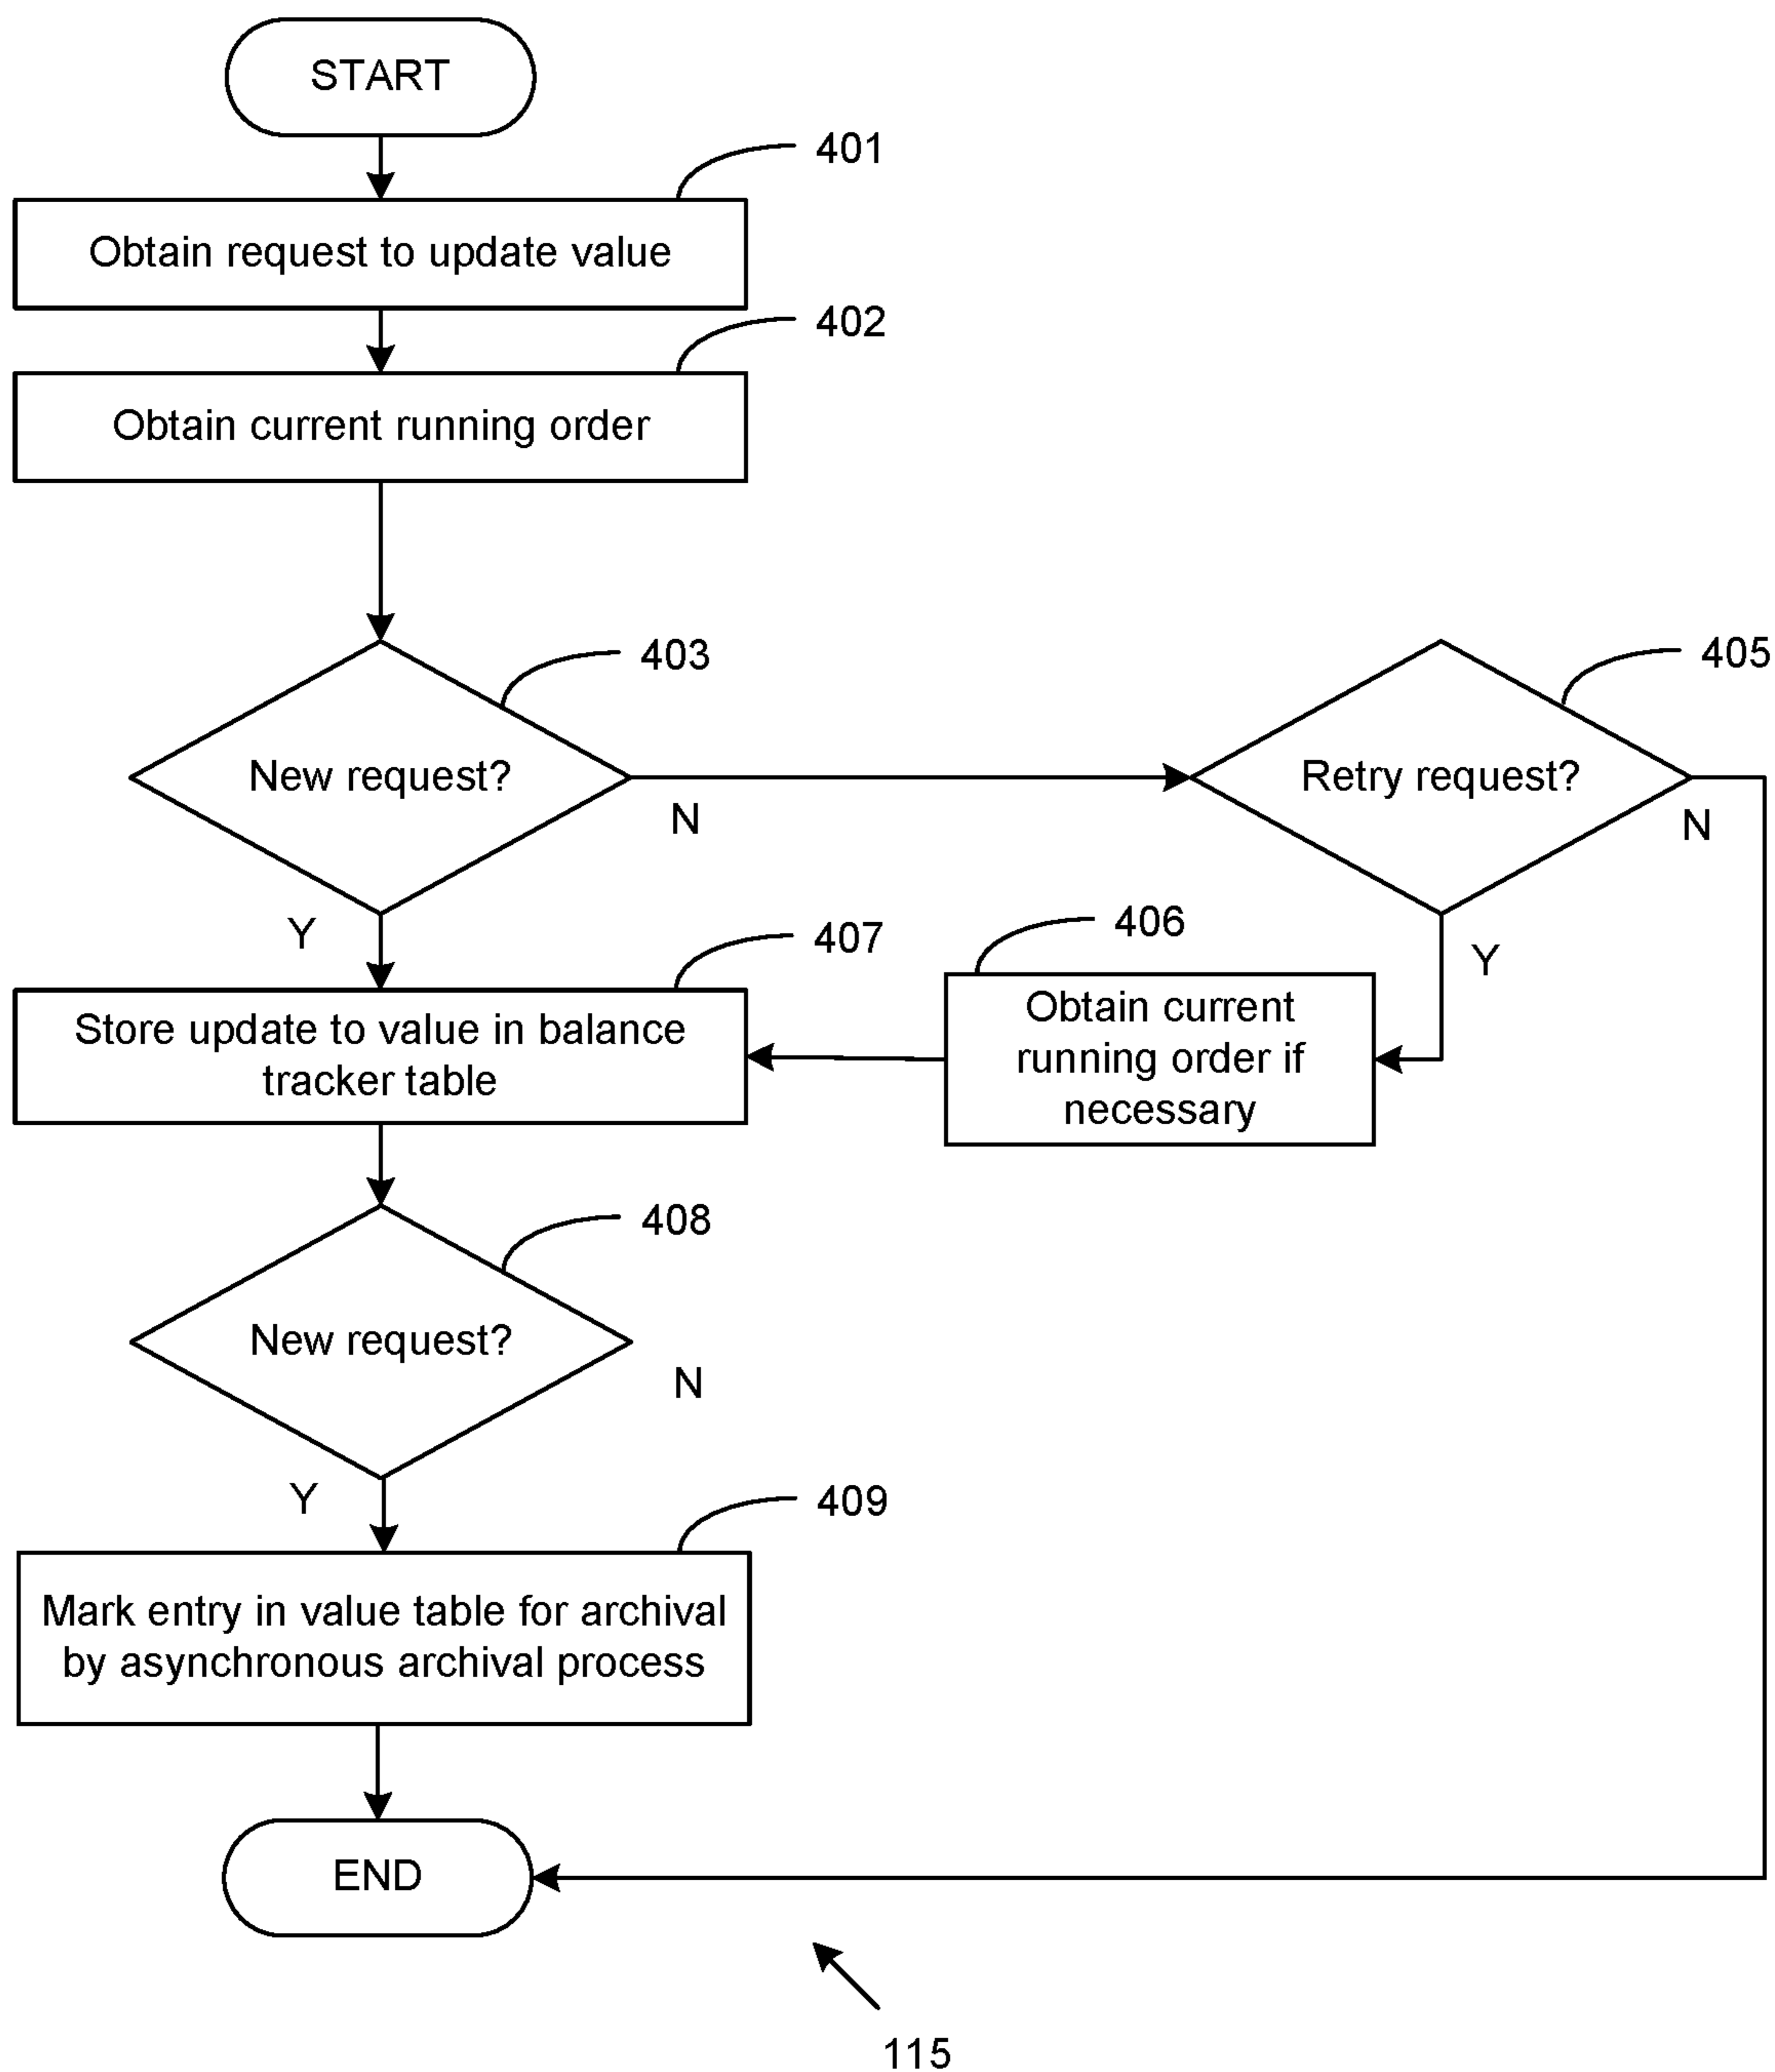 START
401
Obtain request to update value
402
Obtain current running order
403
405
New request?
Retry request?
N
N
Y
407
406
Y
Store update to value in balance
tracker table
Obtain current
running order if
necessary
408
New request?
N
Y
409
Mark entry in value table for archival
by asynchronous archival process
END
115